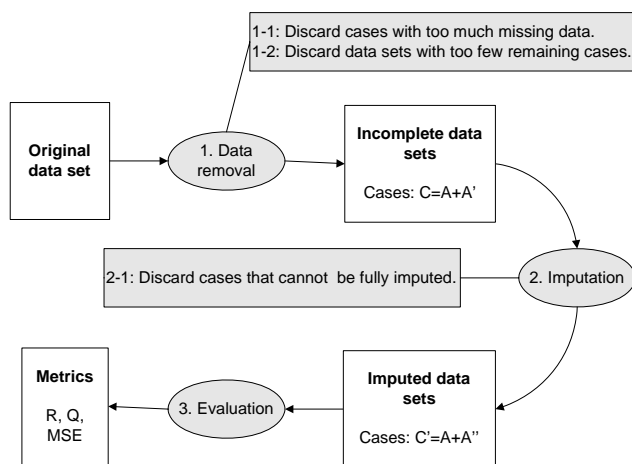 1-1: Discard cases with too much missing data.
1-2: Discard data sets with too few remaining cases.
Original
data set
1. Data
removal
Incomplete data
sets
Cases: C=A+A’
2-1: Discard cases that cannot be fully imputed.
2. Imputation
Metrics
R, Q,
MSE
3. Evaluation
Imputed data
sets
Cases: C’=A+A’’